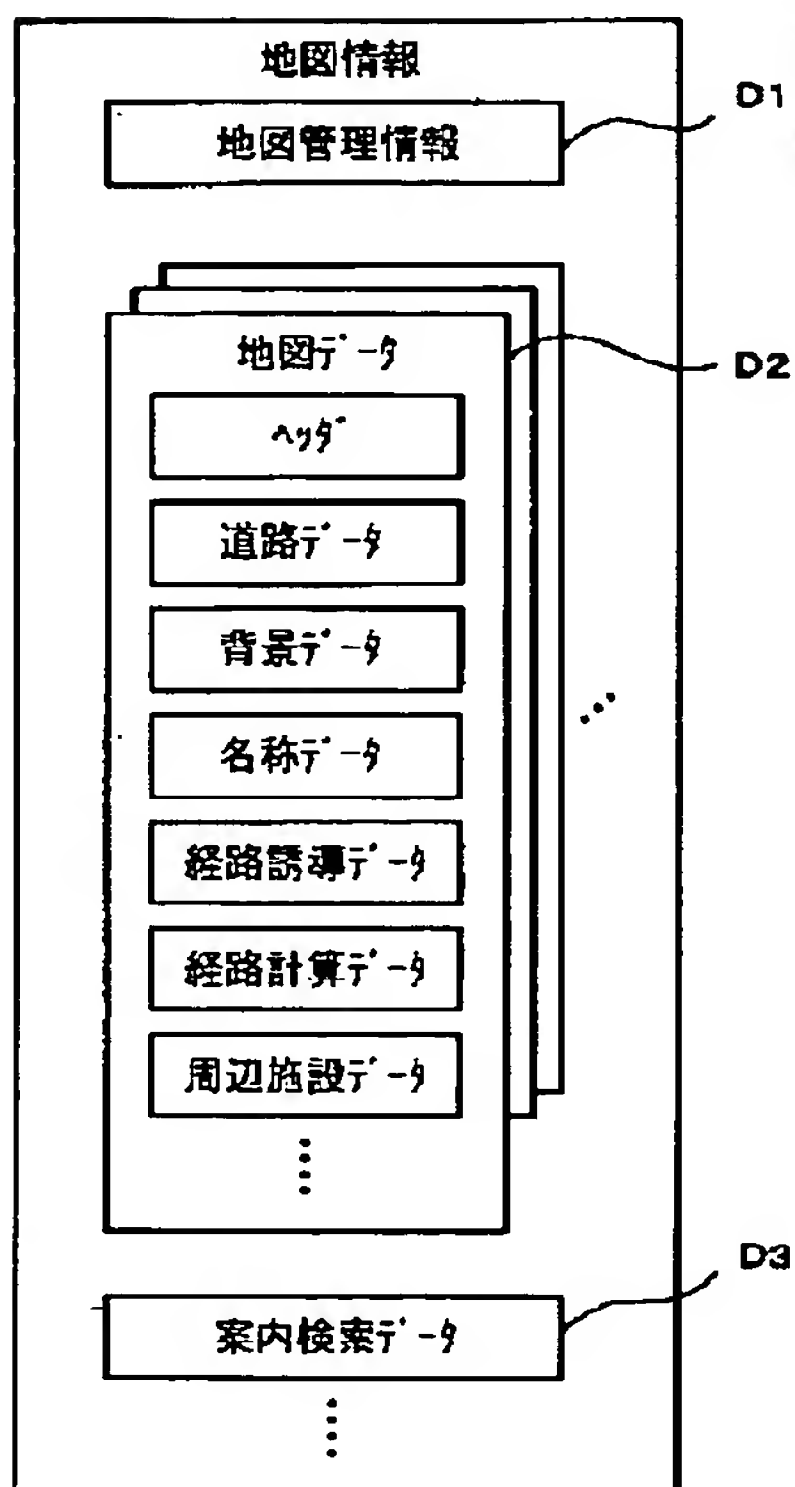 地図情報
D1
地図管理情報
地図ﾃﾞｰﾀ
D2
ﾍｯﾀﾞ
道路ﾃﾞｰﾀ
背景ﾃﾞｰﾀ
名称ﾃﾞｰﾀ
経路誘導ﾃﾞｰﾀ
経路計算ﾃﾞｰﾀ
周辺施設ﾃﾞｰﾀ
D3
案内検索ﾃﾞｰﾀ